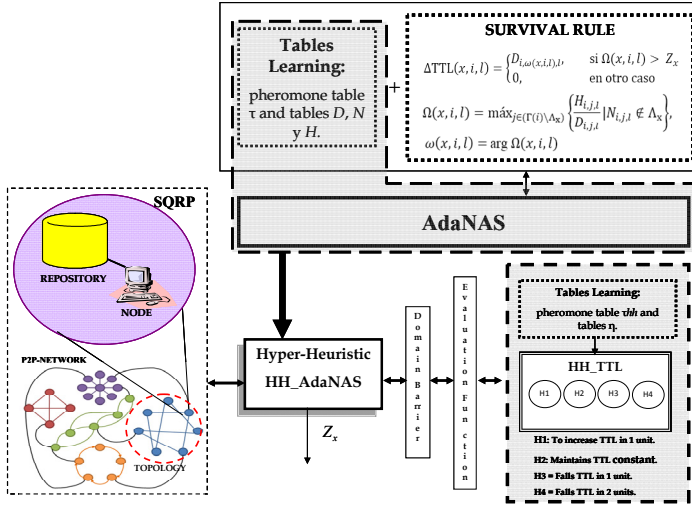 Tables
Learning:
pheromone table
τ and tables D, N
y H.
+
SURVIVAL RULE
ΔTTL(x, i, l) = {D_{i,ω(x,i,l),l}, si Ω(x, i, l) > Z_x
0, en otro caso
Ω(x, i, l) = máx_{j∈(Γ(i)\Λ_x)} {H_{i,j,l}/D_{i,j,l} | N_{i,j,l} ∉ Λ_x},
ω(x, i, l) = arg Ω(x, i, l)
AdaNAS
SQRP
REPOSITORY
NODE
P2P-NETWORK
TOPOLOGY
Hyper-Heuristic
HH_AdaNAS
Z_x
Domain Barrier
Evaluation Fun ction
Tables Learning:
pheromone table τhh and
tables η.
HH_TTL
H1
H2
H3
H4
H1: To increase TTL in 1 unit.
H2: Maintains TTL constant.
H3 = Falls TTL in 1 unit.
H4 = Falls TTL in 2 units.